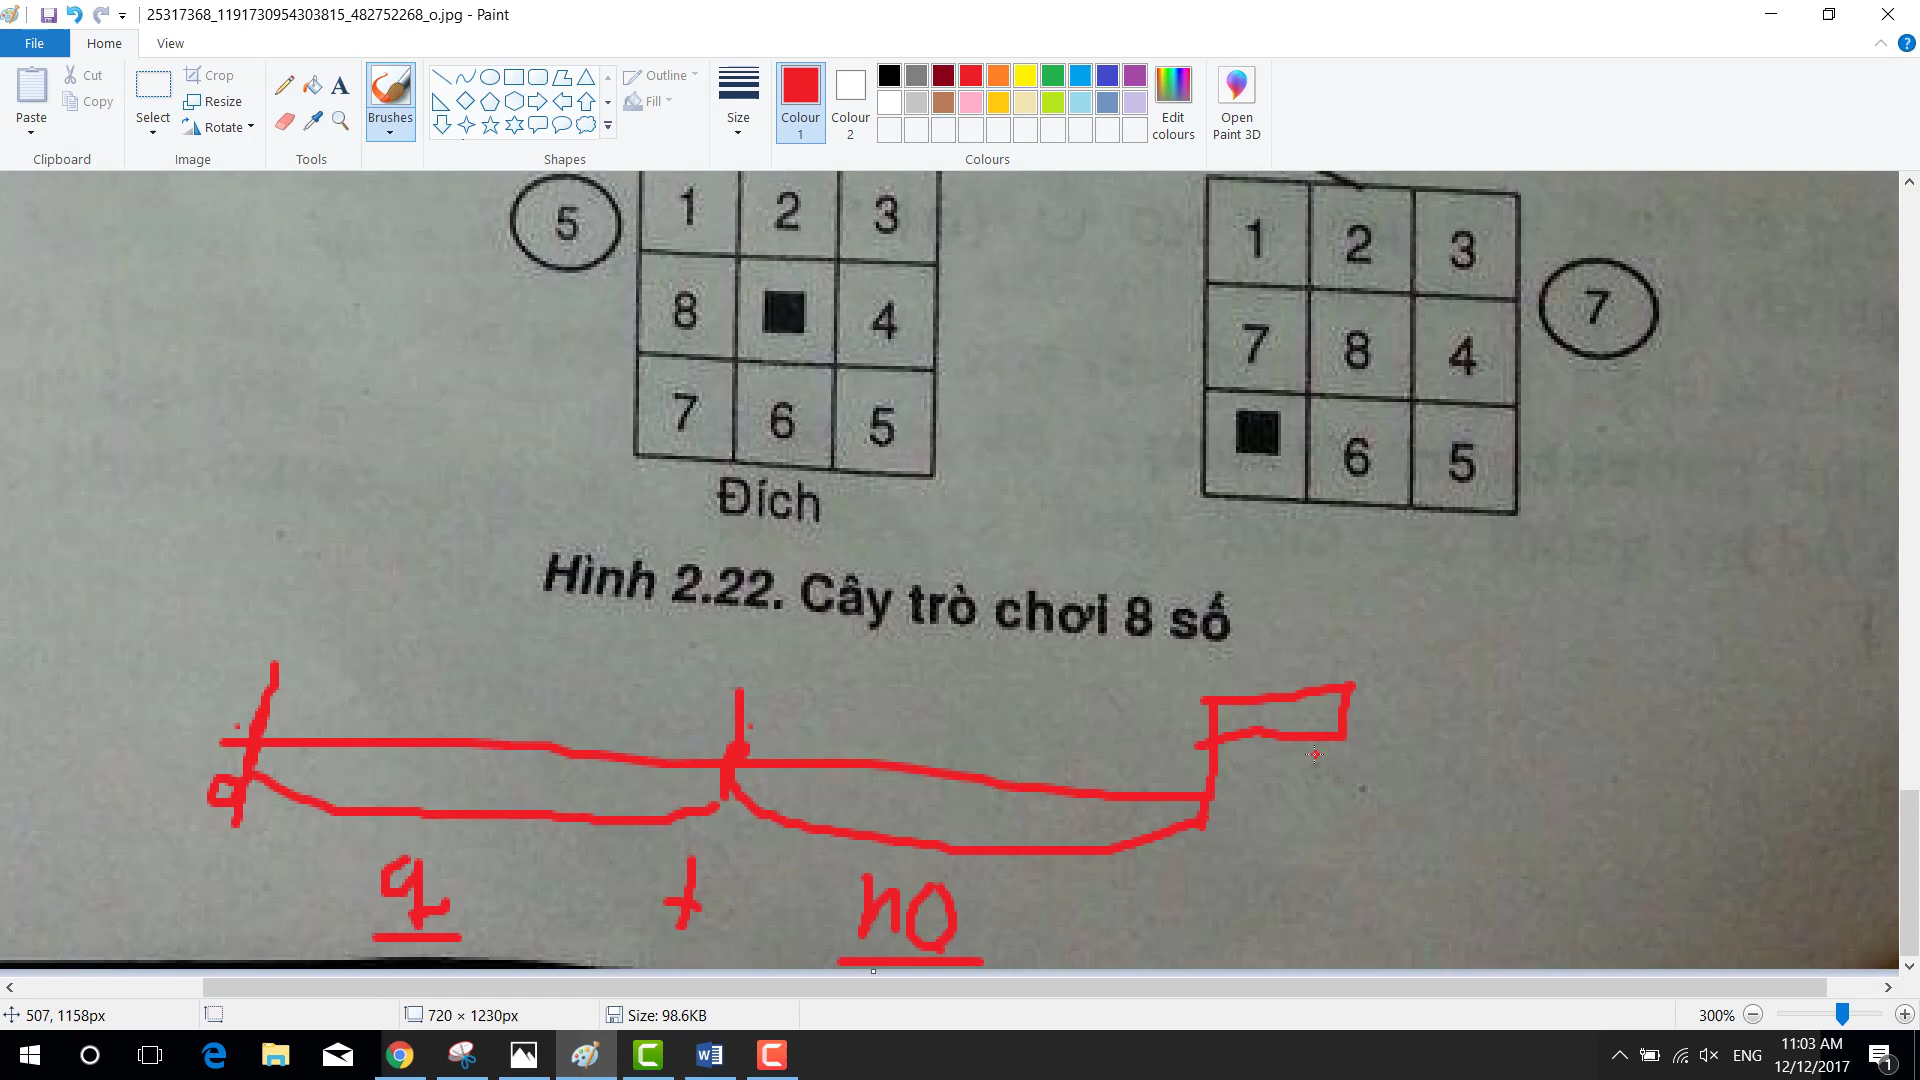 25317368_1191730954303815_482752268_o.jpg - Paint
File Home View
Paste
Cut
Copy
Clipboard
Select
Crop
Resize
Rotate
Image
A
Tools
Brushes
Outline
Fill
Shapes
Size
Colour 1
Colour 2
Edit colours
Colours
Open Paint 3D
5
1 2 3
8 4
7 6 5
Đích
1 2 3
7 8 4
6 5
7
Hình 2.22. Cây trò chơi 8 số
+
507, 1158px
720 × 1230px
Size: 98.6KB
300%
ENG
11:03 AM
12/12/2017
1